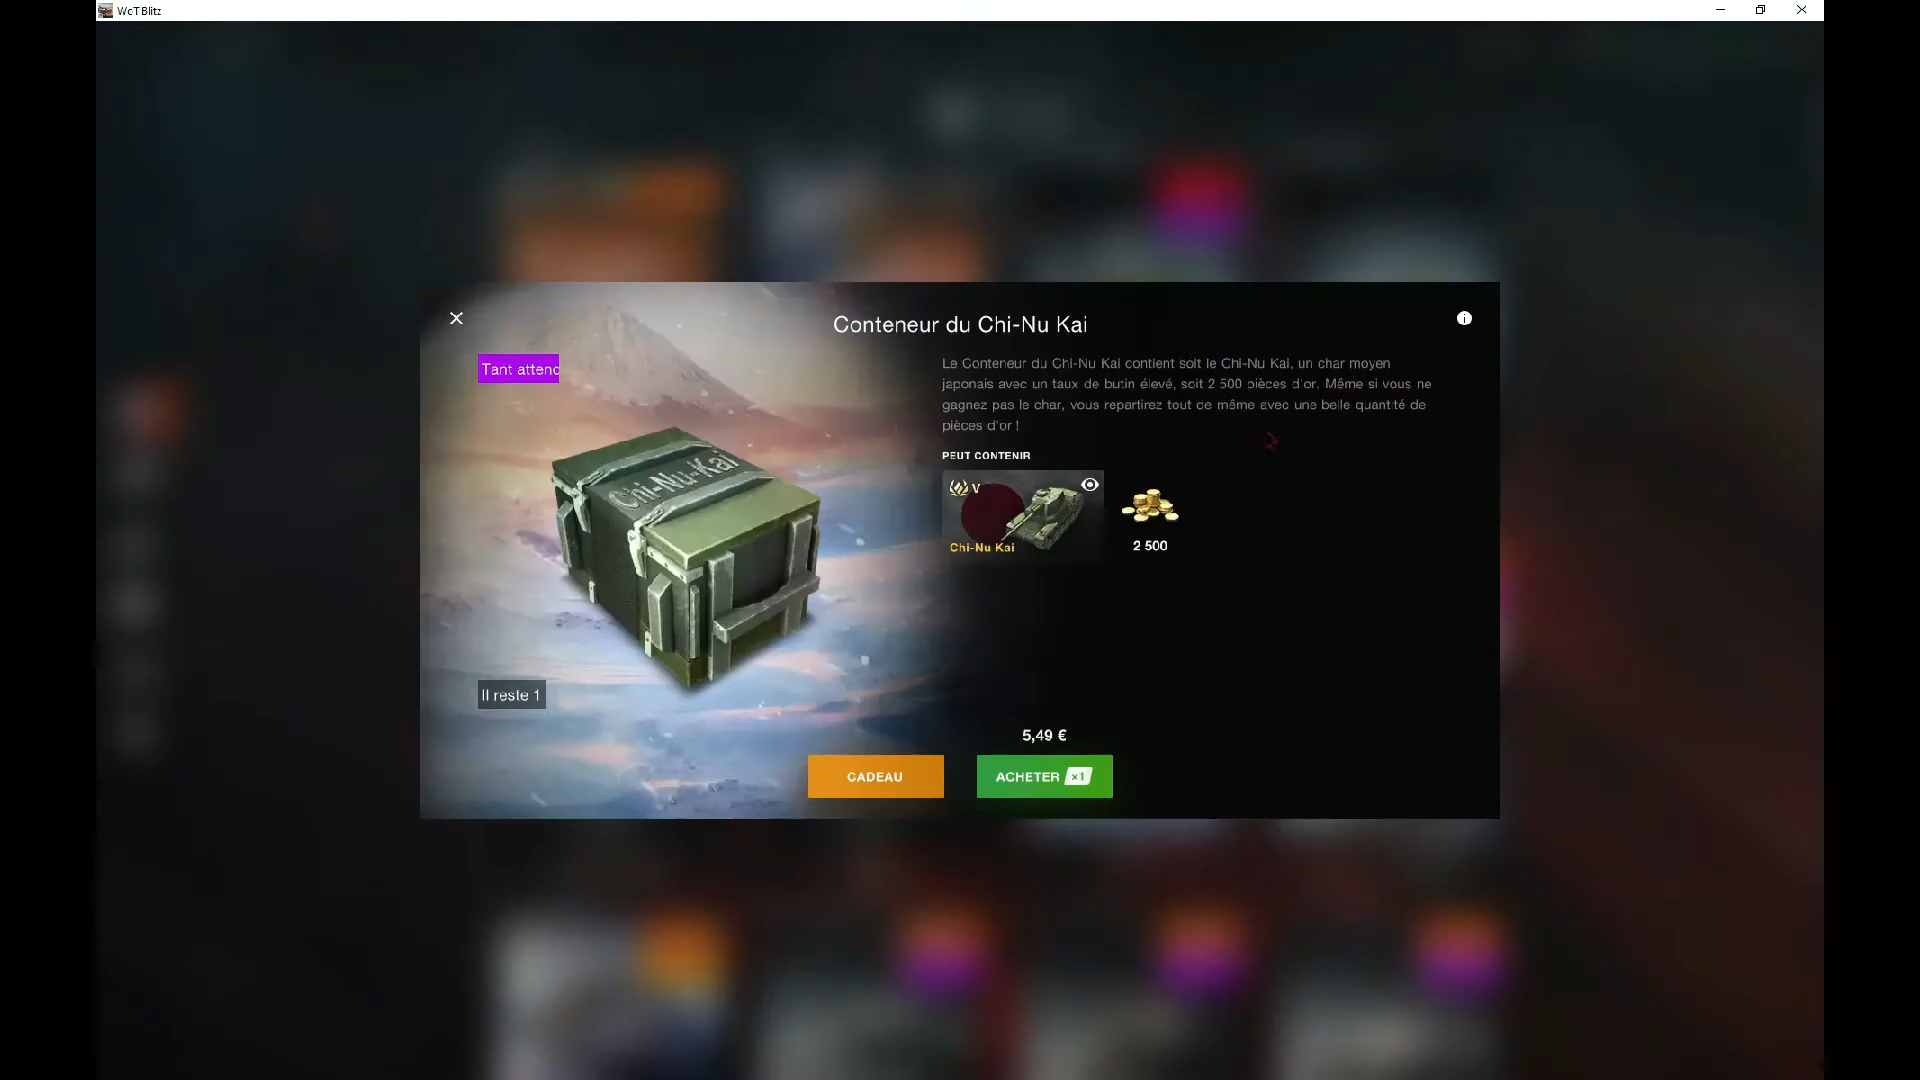 WoT Blitz
Conteneur du Chi-Nu Kai
Tant attend
Le Conteneur du Chi-Nu Kai contient soit le Chi-Nu Kai, un char moyen
japonais avec un taux de butin élevé, soit 2 500 pièces d'or. Même si vous ne
gagnez pas le char, vous repartirez tout de même avec une belle quantité de
pièces d'or !
PEUT CONTENIR
V
Chi-Nu Kai
2 500
Chi-Nu-Kai
Il reste 1
5,49 €
CADEAU
ACHETER x1